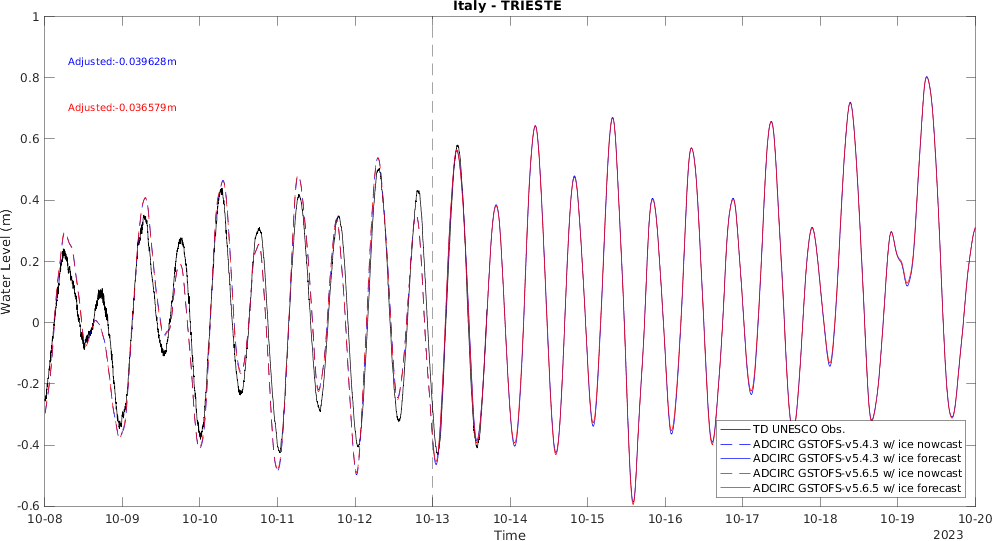 Italy - TRIESTE
1
0.8
0.6
0.4
0.2
0
-0.2
-0.4
-0.6
Water Level (m)
Adjusted:-0.039628m
Adjusted:-0.036579m
TD UNESCO Obs.
ADCIRC GSTOFS-v5.4.3 w/ ice nowcast
ADCIRC GSTOFS-v5.4.3 w/ ice forecast
ADCIRC GSTOFS-v5.6.5 w/ ice nowcast
ADCIRC GSTOFS-v5.6.5 w/ ice forecast
10-08 10-09 10-10 10-11 10-12 10-13 10-14 10-15 10-16 10-17 10-18 10-19 10-20
Time
2023